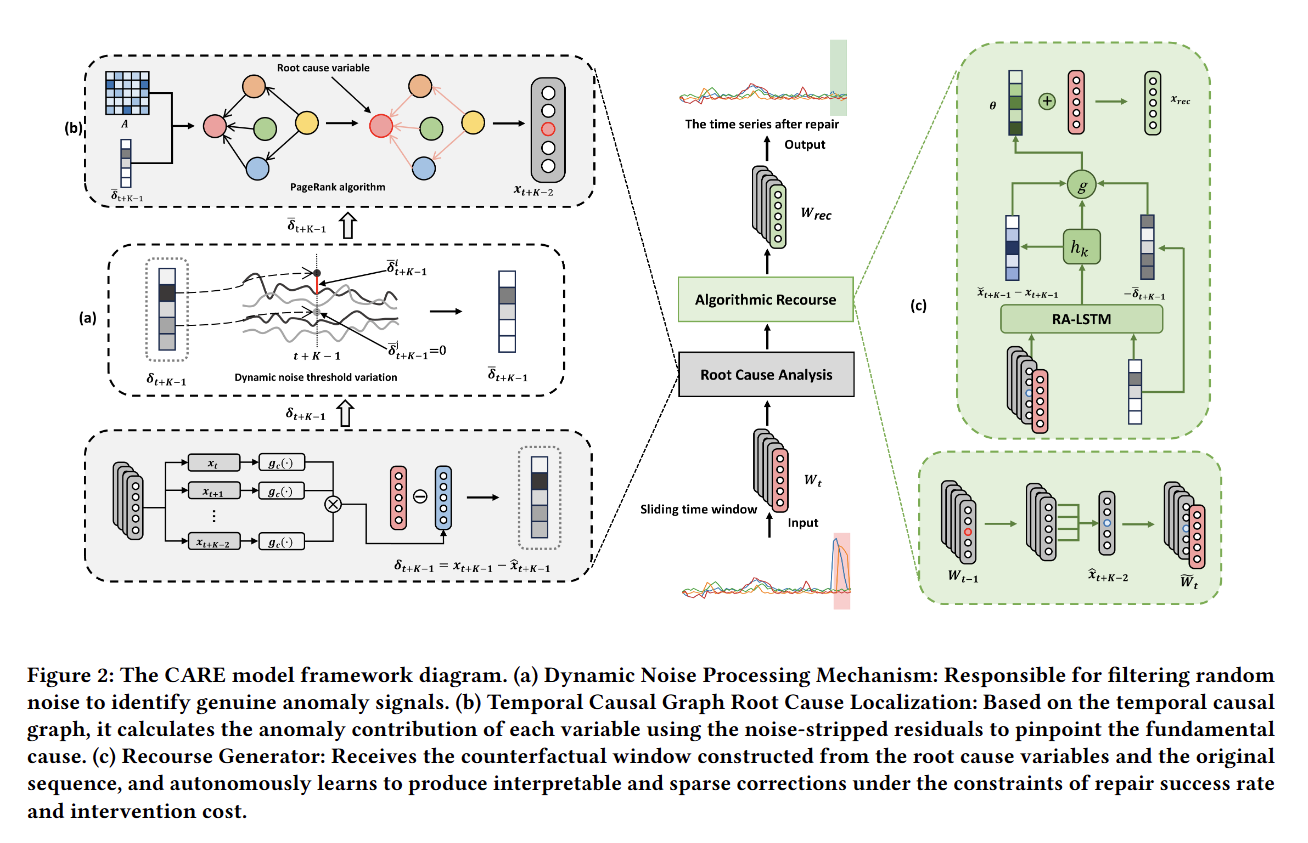 Root cause variable
(b)
A
δ̅ₜ₊K−1
PageRank algorithm
xₜ₊K−2
δ̅ₜ₊K−1
(a)
δ̅ⁱₜ₊K−1
δ̅ʲₜ₊K−1=0
t + K − 1
δₜ₊K−1
Dynamic noise threshold variation
δ̅ₜ₊K−1
δₜ₊K−1
xₜ
g_c(·)
xₜ₊₁
g_c(·)
⋮
xₜ₊K−2
g_c(·)
δₜ₊K−1 = xₜ₊K−1 − x̂ₜ₊K−1
The time series after repair
Output
W_rec
Algorithmic Recourse
Root Cause Analysis
Wₜ
Sliding time window
Input
(c)
θ
x_rec
g
h_k
x̌ₜ₊K−1 − xₜ₊K−1
−δ̅ₜ₊K−1
RA-LSTM
Wₜ₋₁
x̂ₜ₊K−2
W̃ₜ
Figure 2: The CARE model framework diagram. (a) Dynamic Noise Processing Mechanism: Responsible for filtering random
noise to identify genuine anomaly signals. (b) Temporal Causal Graph Root Cause Localization: Based on the temporal causal
graph, it calculates the anomaly contribution of each variable using the noise-stripped residuals to pinpoint the fundamental
cause. (c) Recourse Generator: Receives the counterfactual window constructed from the root cause variables and the original
sequence, and autonomously learns to produce interpretable and sparse corrections under the constraints of repair success rate
and intervention cost.